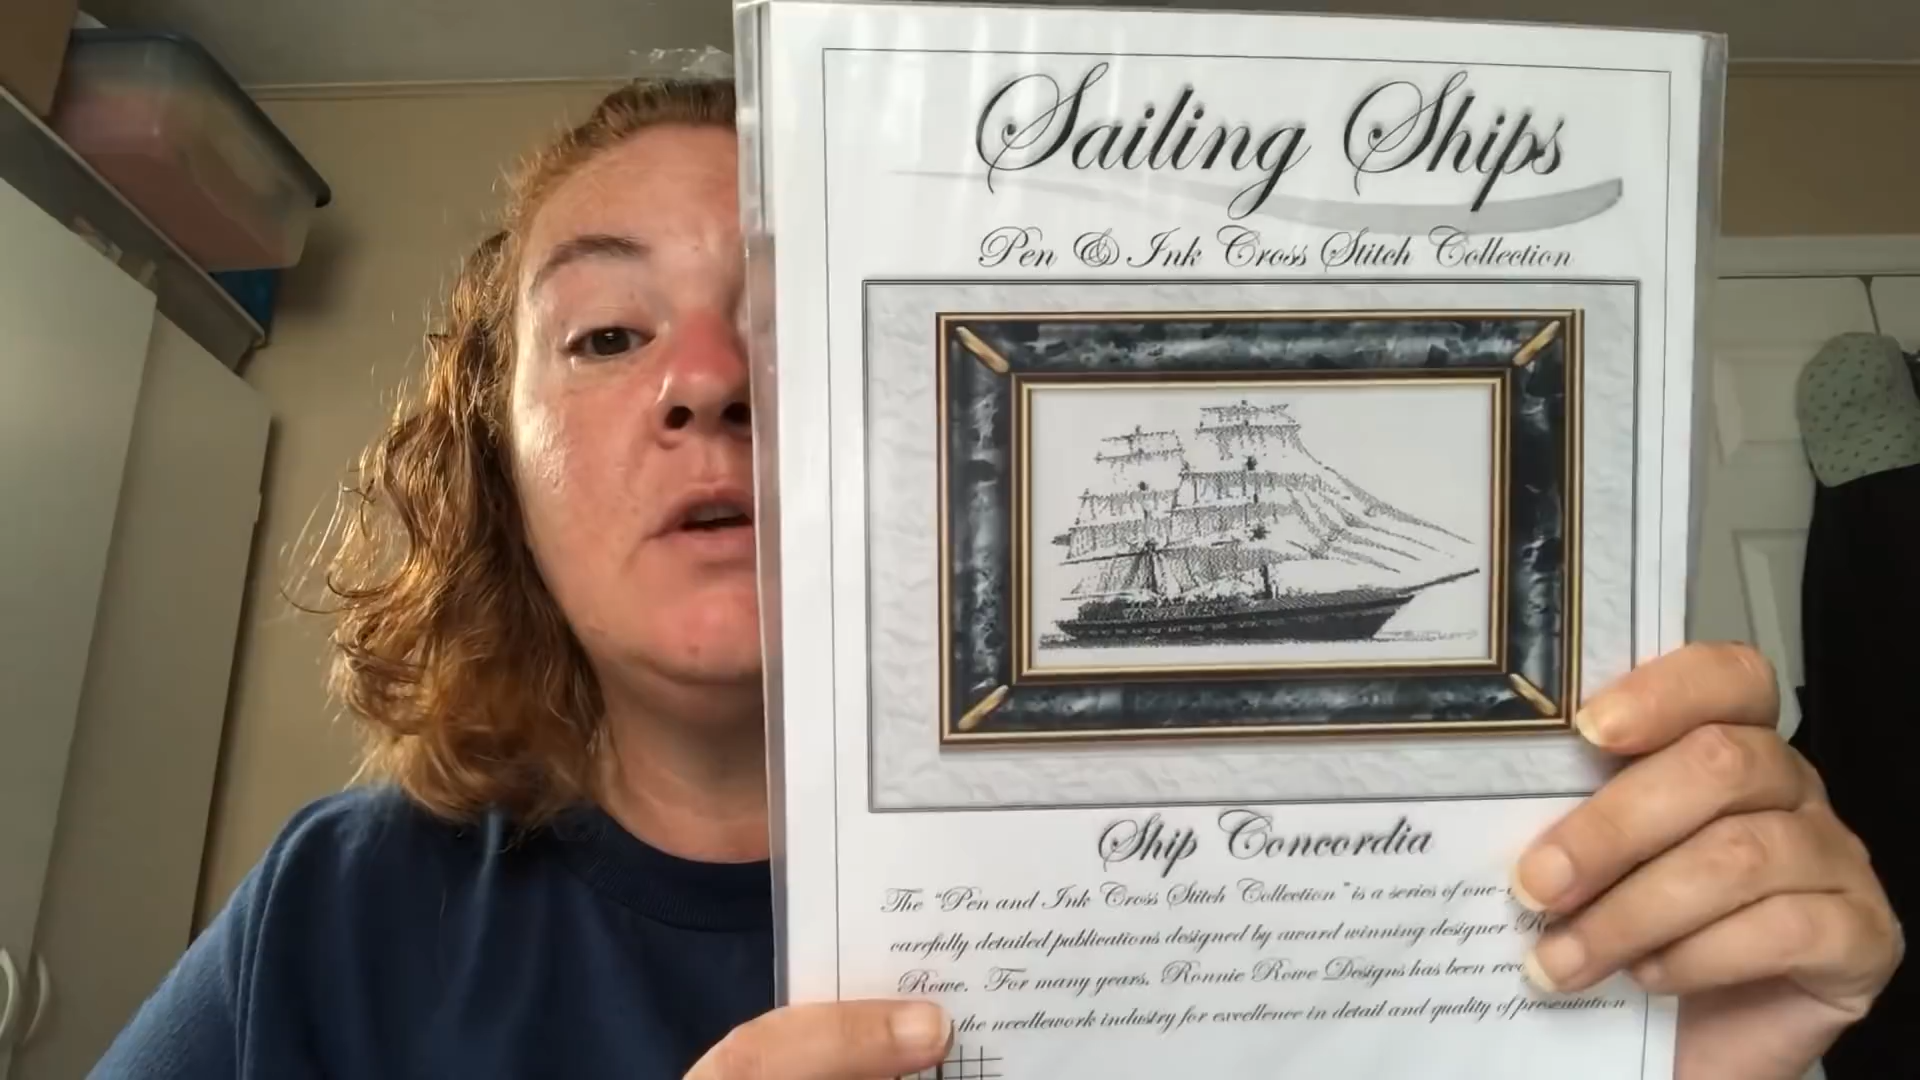 Sailing Ships
Pen & Ink Cross Stitch Collection
Ship Concordia
The "Pen and Ink Cross Stitch Collection" is a series of
carefully detailed publications designed by award winning designer
Rowe. For many years, Ronnie Rowe Designs has been
the needlework industry for excellence in detail and quality of presentation